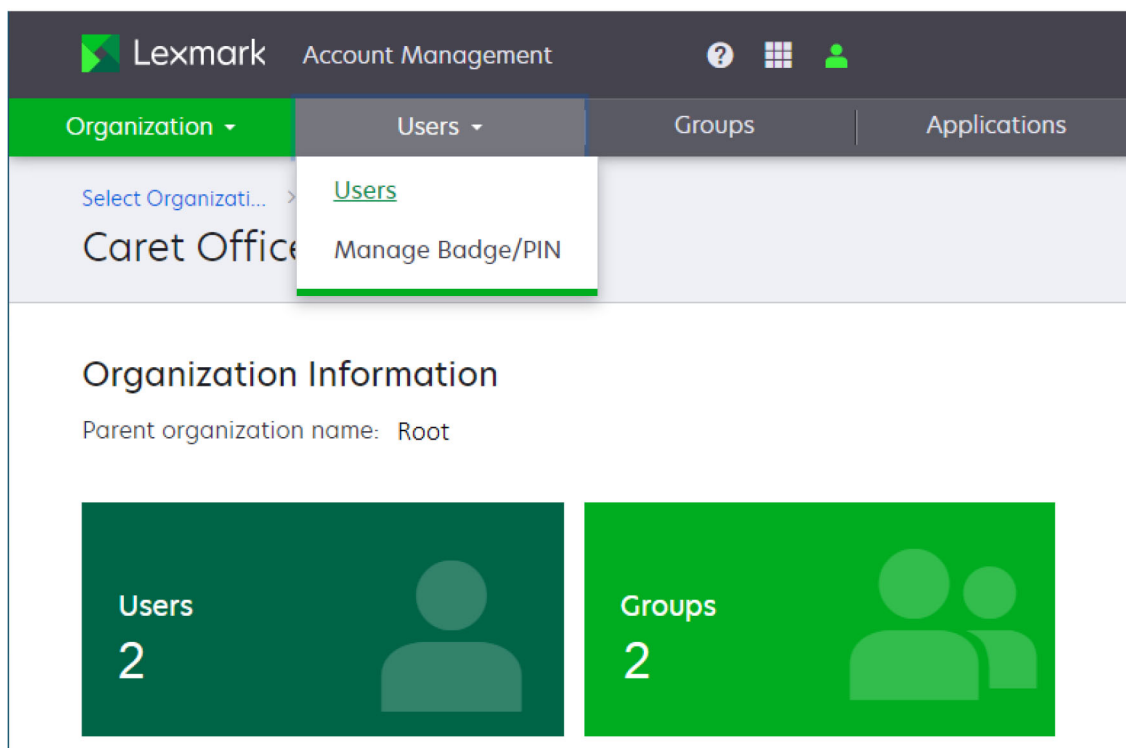 Lexmark Account Management ?
Organization Users Groups Applications
Select Organizati... >
Users
Caret Office
Manage Badge/PIN
Organization Information
Parent organization name: Root
Users
2
Groups
2